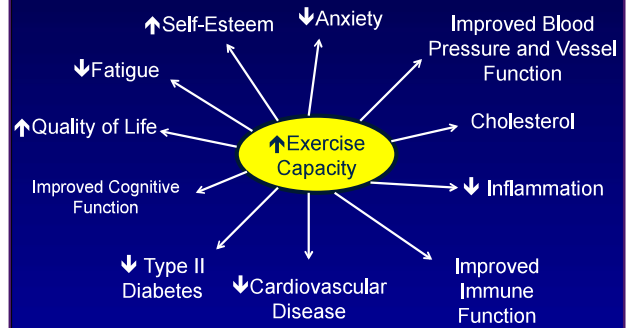 ↑Self-Esteem
↓Anxiety
Improved Blood
Pressure and Vessel
Function
↓Fatigue
↑Quality of Life
Cholesterol
↑Exercise
Capacity
Improved Cognitive
Function
↓ Inflammation
↓ Type II
Diabetes
↓Cardiovascular
Disease
Improved
Immune
Function